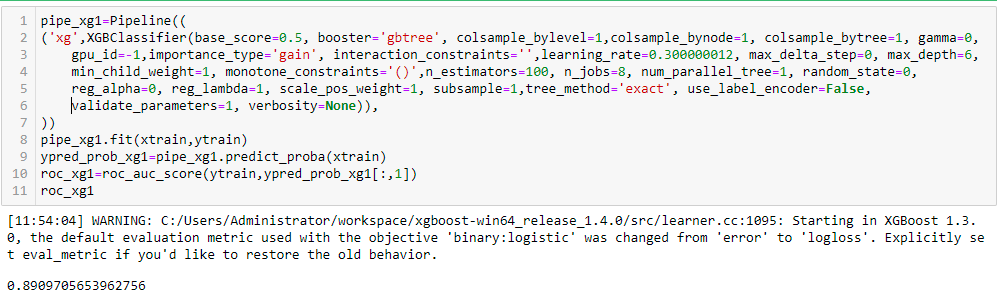 1 pipe_xg1=Pipeline((
2 ('xg',XGBClassifier(base_score=0.5, booster='gbtree', colsample_bylevel=1,colsample_bynode=1, colsample_bytree=1, gamma=0,
3 gpu_id=-1,importance_type='gain', interaction_constraints='',learning_rate=0.300000012, max_delta_step=0, max_depth=6,
4 min_child_weight=1, monotone_constraints='()',n_estimators=100, n_jobs=8, num_parallel_tree=1, random_state=0,
5 reg_alpha=0, reg_lambda=1, scale_pos_weight=1, subsample=1,tree_method='exact', use_label_encoder=False,
6 validate_parameters=1, verbosity=None)),
7 ))
8 pipe_xg1.fit(xtrain,ytrain)
9 ypred_prob_xg1=pipe_xg1.predict_proba(xtrain)
10 roc_xg1=roc_auc_score(ytrain,ypred_prob_xg1[:,1])
11 roc_xg1
[11:54:04] WARNING: C:/Users/Administrator/workspace/xgboost-win64_release_1.4.0/src/learner.cc:1095: Starting in XGBoost 1.3.
0, the default evaluation metric used with the objective 'binary:logistic' was changed from 'error' to 'logloss'. Explicitly se
t eval_metric if you'd like to restore the old behavior.
0.8909705653962756